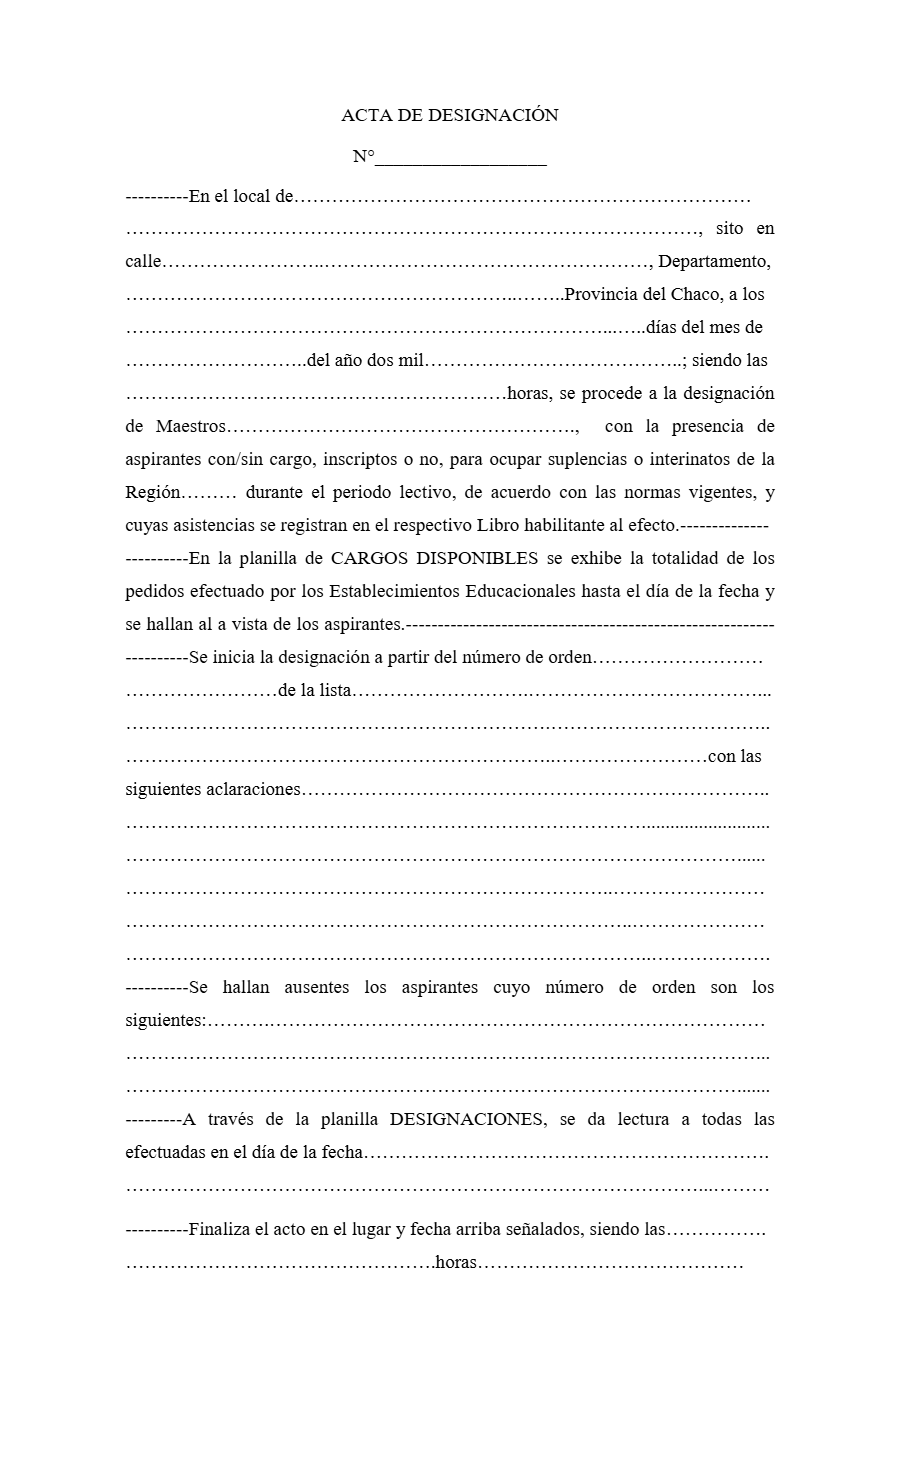 ACTA DE DESIGNACIÓN
N°__________________
----------En el local de………………………………………………………………
………………………………………………………………………………, sito en
calle……………………..……………………………………………, Departamento,
……………………………………………………..……..Provincia del Chaco, a los
…………………………………………………………………...…..días del mes de
………………………..del año dos mil…………………………………..; siendo las
……………………………………………………horas, se procede a la designación
de Maestros………………………………………………., con la presencia de
aspirantes con/sin cargo, inscriptos o no, para ocupar suplencias o interinatos de la
Región……… durante el periodo lectivo, de acuerdo con las normas vigentes, y
cuyas asistencias se registran en el respectivo Libro habilitante al efecto.--------------
----------En la planilla de CARGOS DISPONIBLES se exhibe la totalidad de los
pedidos efectuado por los Establecimientos Educacionales hasta el día de la fecha y
se hallan al a vista de los aspirantes.----------------------------------------------------------
----------Se inicia la designación a partir del número de orden………………………
……………………de la lista……………………….………………………………...
………………………………………………………….…………………………….
…………………………………………………………..……………………con las
siguientes aclaraciones………………………………………………………………..
………………………………………………………………………..........................
……………………………………………………………………………………......
…………………………………………………………………..……………………
……………………………………………………………………..…………………
………………………………………………………………………..……………….
----------Se hallan ausentes los aspirantes cuyo número de orden son los
siguientes:……….……………………………………………………………………
………………………………………………………………………………………...
…………………………………………………………………………………….......
---------A través de la planilla DESIGNACIONES, se da lectura a todas las
efectuadas en el día de la fecha……………………………………………………….
………………………………………………………………………………...………
----------Finaliza el acto en el lugar y fecha arriba señalados, siendo las…………….
………………………………………….horas……………………………………